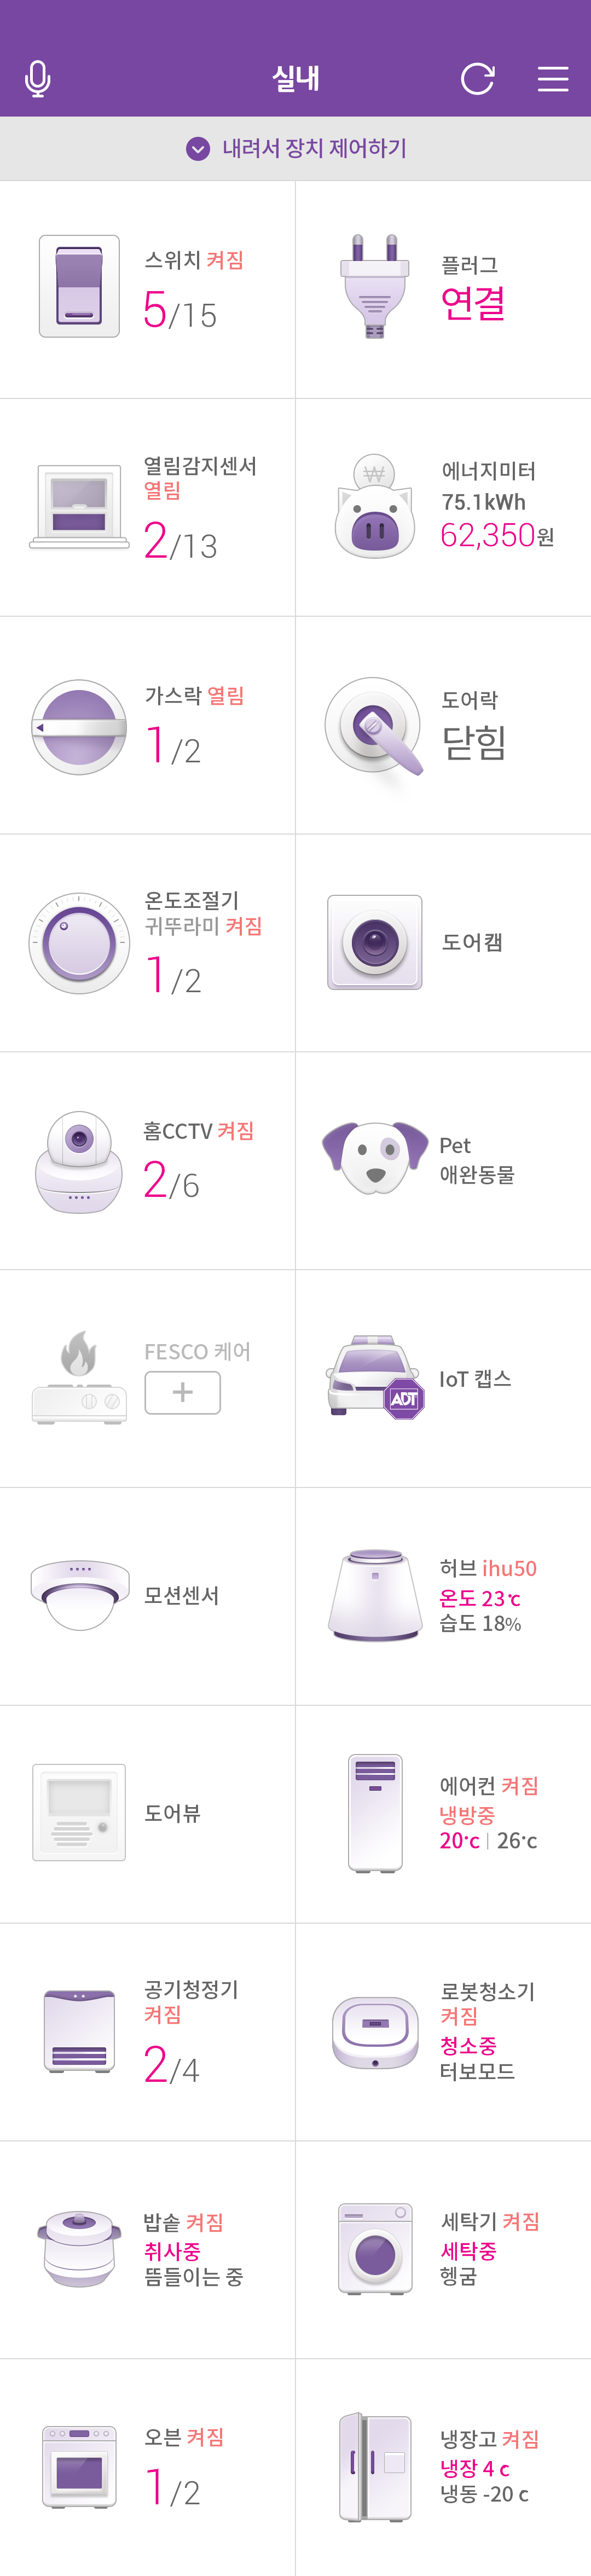 실내
내려서 장치 제어하기
스위치 켜짐
5/15
플러그
연결
열림감지센서
열림
2/13
₩
에너지미터
75.1kWh
62,350원
가스락 열림
1/2
도어락
닫힘
온도조절기
귀뚜라미 켜짐
1/2
도어캠
홈CCTV 켜짐
2/6
Pet
애완동물
FESCO 케어
+
ADT
IoT 캡스
모션센서
허브 ihu50
온도 23·c
습도 18%
도어뷰
에어컨 켜짐
냉방중
20·c | 26·c
공기청정기
켜짐
2/4
로봇청소기
켜짐
청소중
터보모드
밥솥 켜짐
취사중
뜸들이는 중
세탁기 켜짐
세탁중
헹굼
오븐 켜짐
1/2
냉장고 켜짐
냉장 4 c
냉동 -20 c